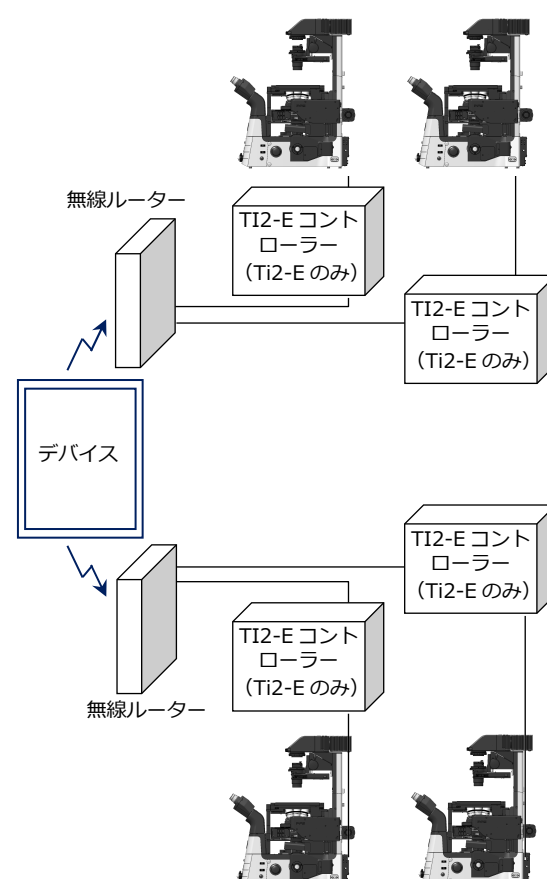 無線ルーター
TI2-E コント
ローラー
（Ti2-E のみ）
TI2-E コント
ローラー
（Ti2-E のみ）
デバイス
TI2-E コント
ローラー
（Ti2-E のみ）
TI2-E コント
ローラー
（Ti2-E のみ）
無線ルーター